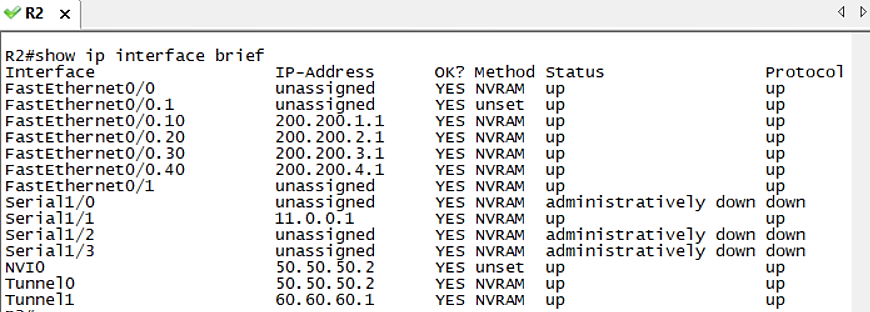 R2
R2#show ip interface brief
Interface IP-Address OK? Method Status Protocol
FastEthernet0/0 unassigned YES NVRAM up up
FastEthernet0/0.1 unassigned YES unset up up
FastEthernet0/0.10 200.200.1.1 YES NVRAM up up
FastEthernet0/0.20 200.200.2.1 YES NVRAM up up
FastEthernet0/0.30 200.200.3.1 YES NVRAM up up
FastEthernet0/0.40 200.200.4.1 YES NVRAM up up
FastEthernet0/1 unassigned YES NVRAM up up
Serial1/0 unassigned YES NVRAM administratively down down
Serial1/1 11.0.0.1 YES NVRAM up up
Serial1/2 unassigned YES NVRAM administratively down down
Serial1/3 unassigned YES NVRAM administratively down down
NVI0 50.50.50.2 YES unset up up
Tunnel0 50.50.50.2 YES NVRAM up up
Tunnel1 60.60.60.1 YES NVRAM up up